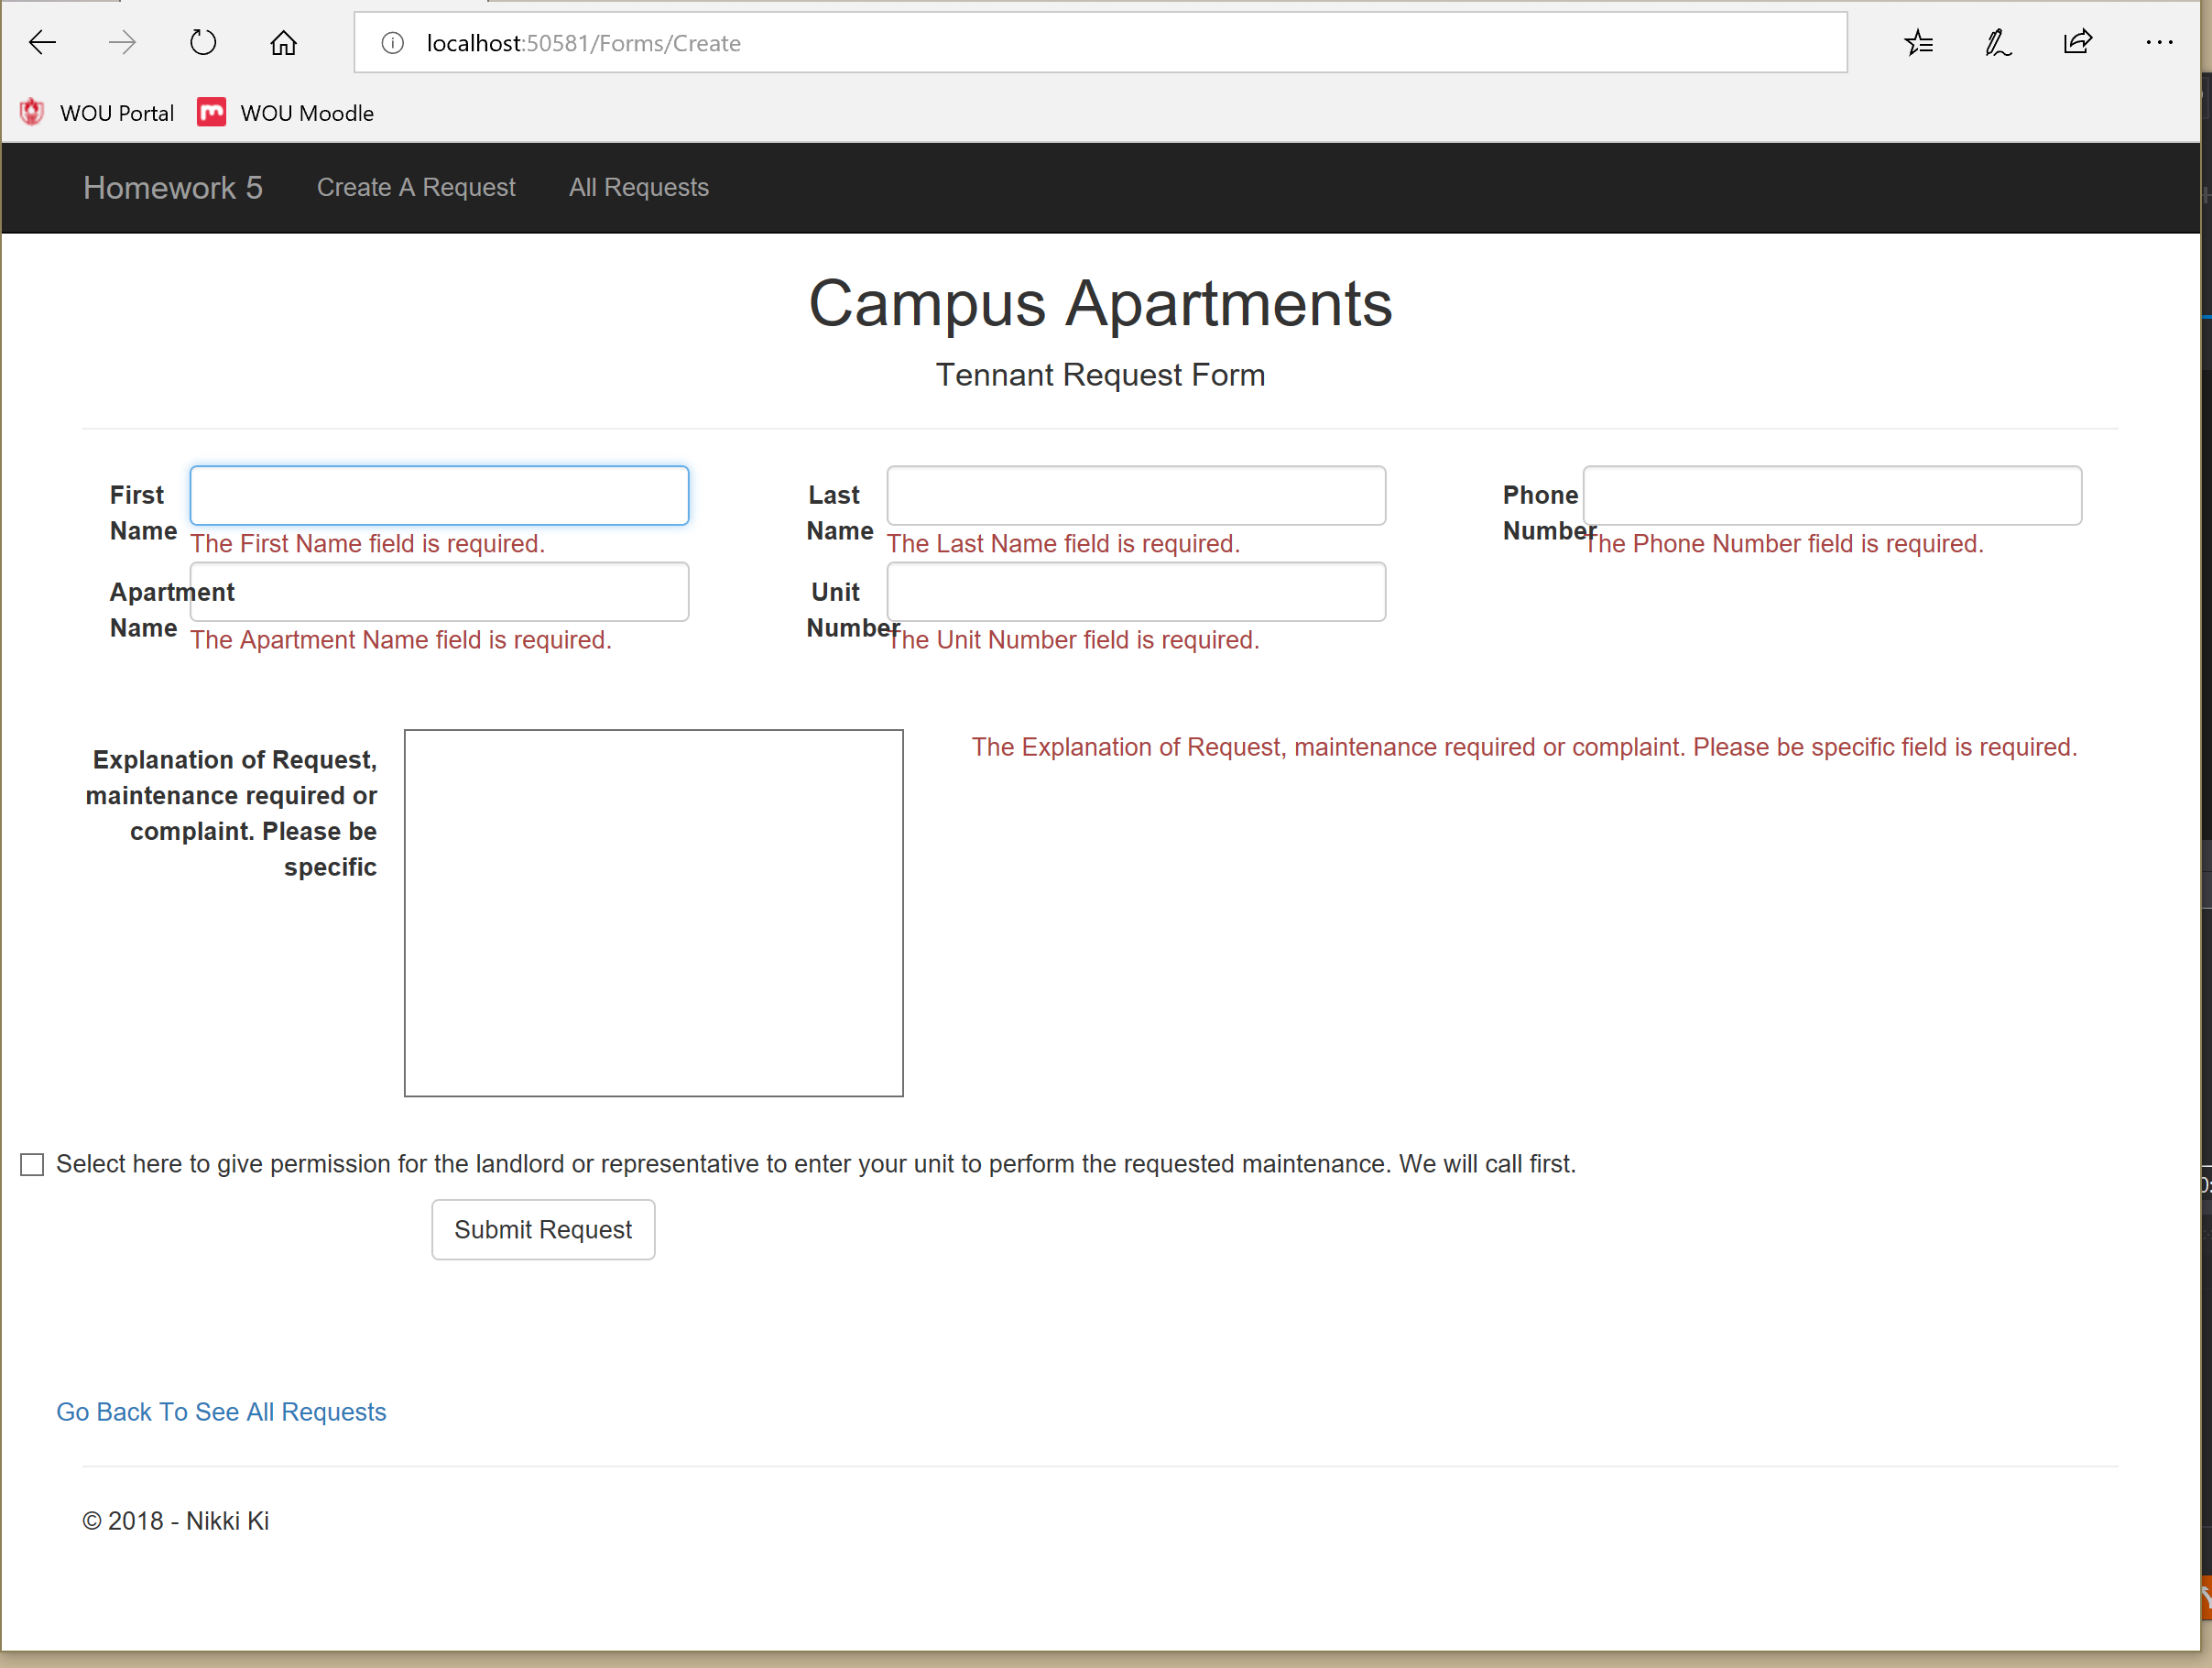 localhost:50581/Forms/Create
WOU Portal WOU Moodle
Homework 5 Create A Request All Requests
Campus Apartments
Tennant Request Form
First Name
The First Name field is required.
Last Name
The Last Name field is required.
Phone Number
The Phone Number field is required.
Apartment Name
The Apartment Name field is required.
Unit Number
The Unit Number field is required.
Explanation of Request,
maintenance required or
complaint. Please be
specific
The Explanation of Request, maintenance required or complaint. Please be specific field is required.
Select here to give permission for the landlord or representative to enter your unit to perform the requested maintenance. We will call first.
Submit Request
Go Back To See All Requests
© 2018 - Nikki Ki